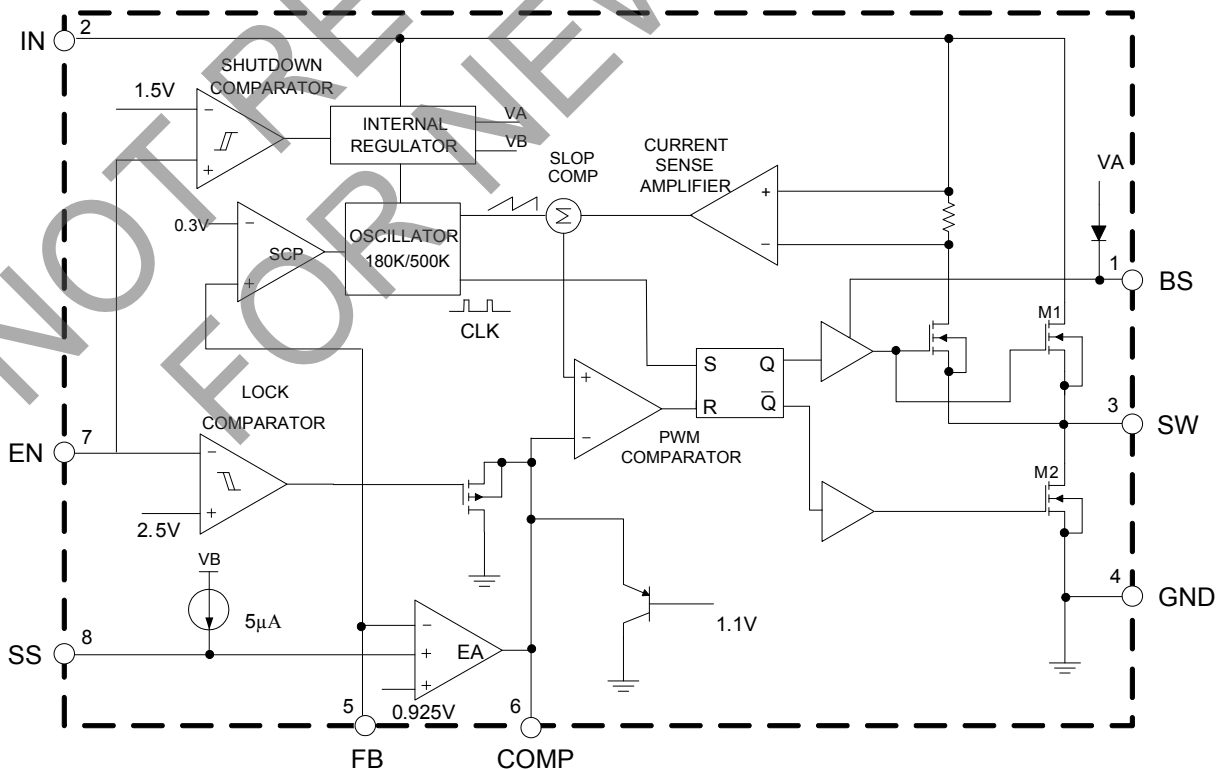 NOT RE
FOR NEW
IN
2
SHUTDOWN
COMPARATOR
1.5V
−
+
INTERNAL
REGULATOR
VA
VB
SLOP
COMP
Σ
CURRENT
SENSE
AMPLIFIER
+
−
VA
1
BS
0.3V
−
+
SCP
OSCILLATOR
180K/500K
CLK
M1
+
−
PWM
COMPARATOR
S Q
R Q̅
3
SW
LOCK
COMPARATOR
7
EN
−
+
2.5V
M2
VB
5µA
8
SS
−
+
+
EA
0.925V
1.1V
4
GND
5
FB
6
COMP